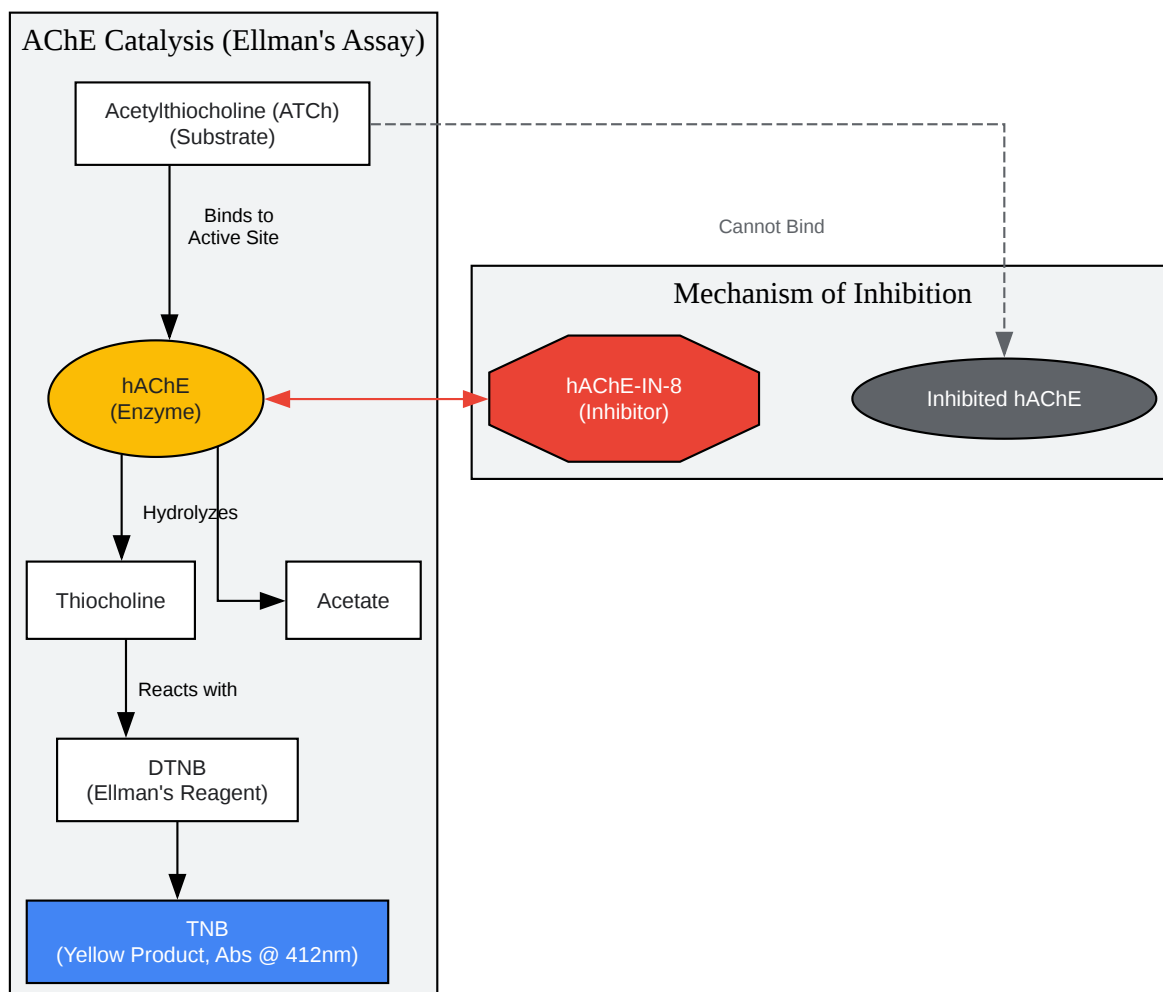 AChE Catalysis (Ellman's Assay)
Acetylthiocholine (ATCh)
(Substrate)
Binds to
Active Site
Cannot Bind
Mechanism of Inhibition
hAChE
(Enzyme)
hAChE-IN-8
(Inhibitor)
Inhibited hAChE
Hydrolyzes
Thiocholine
Acetate
Reacts with
DTNB
(Ellman's Reagent)
TNB
(Yellow Product, Abs @ 412nm)